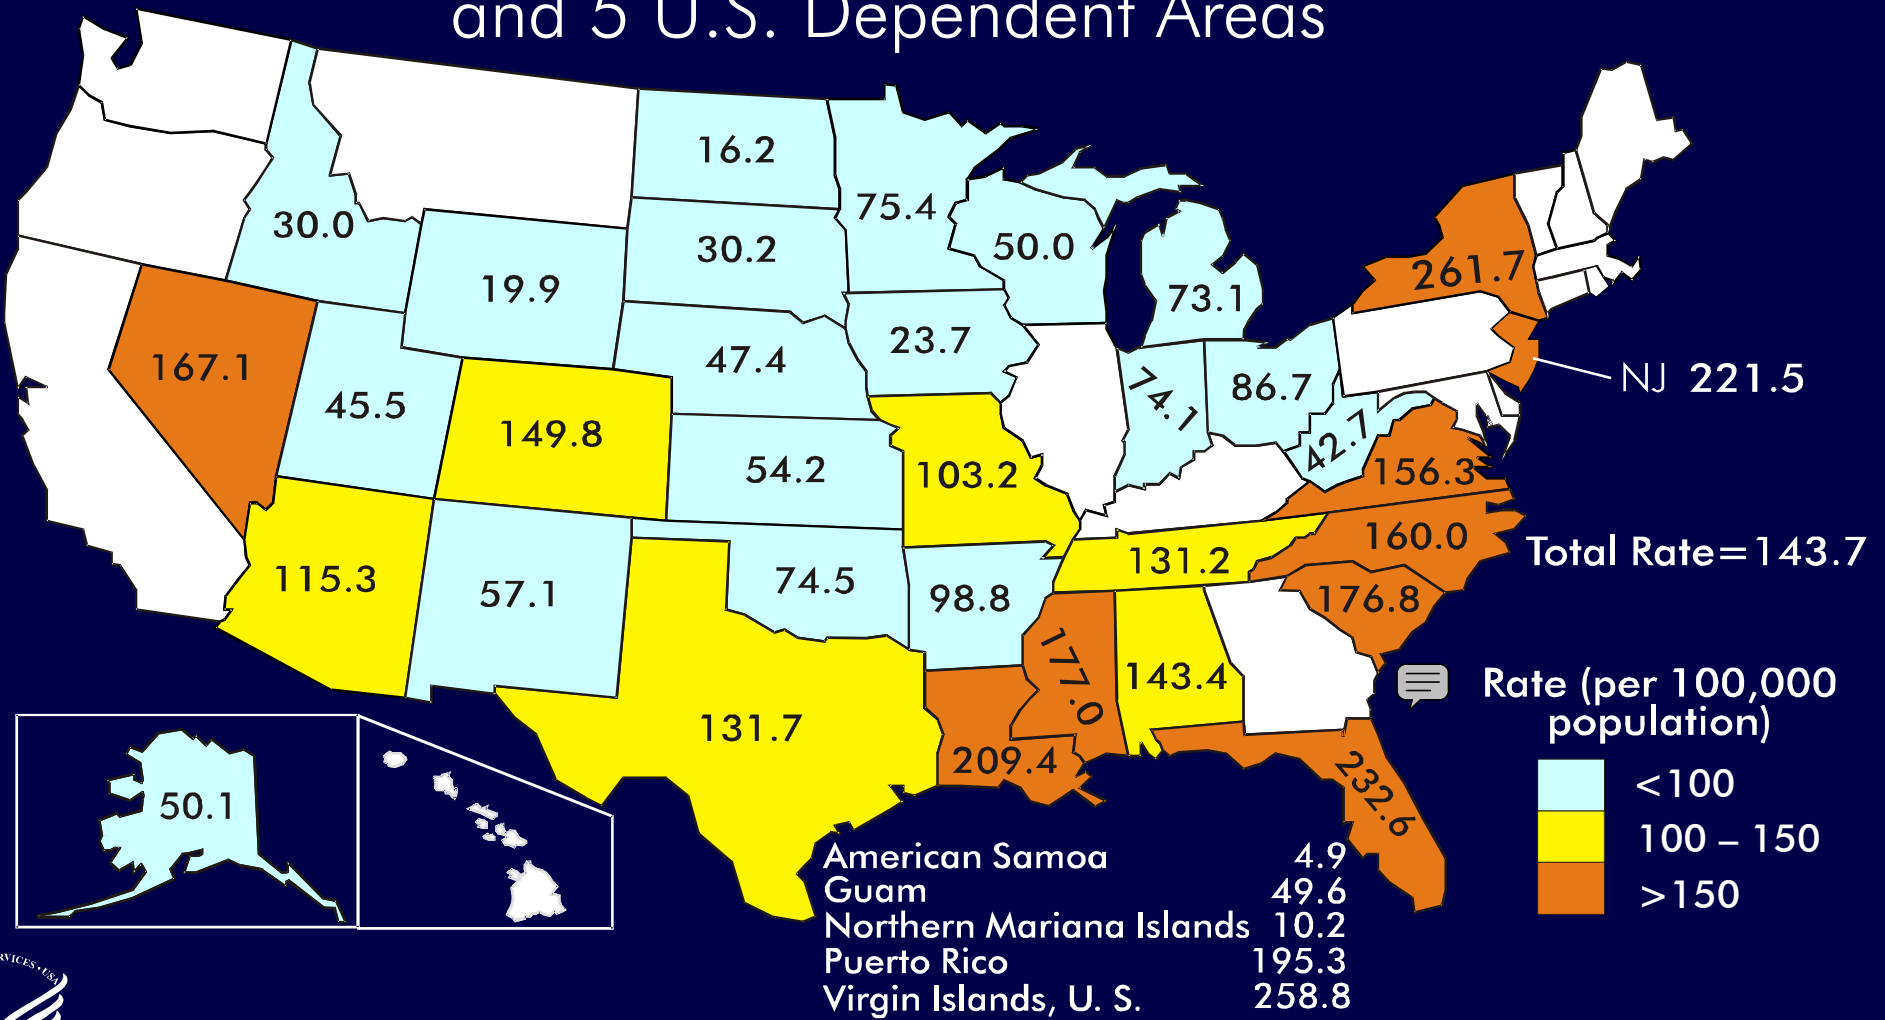 and 5 U.S. Dependent Areas
16.2
75.4
30.0
30.2
50.0
261.7
19.9
73.1
23.7
167.1
47.4
NJ 221.5
45.5
74.1
86.7
149.8
42.7
54.2
103.2
156.3
160.0
Total Rate=143.7
131.2
115.3
74.5
57.1
98.8
176.8
177.0
143.4
Rate (per 100,000
population)
131.7
209.4
232.6
<100
50.1
100 – 150
>150
American Samoa 4.9
Guam 49.6
Northern Mariana Islands 10.2
Puerto Rico 195.3
Virgin Islands, U. S. 258.8
USA